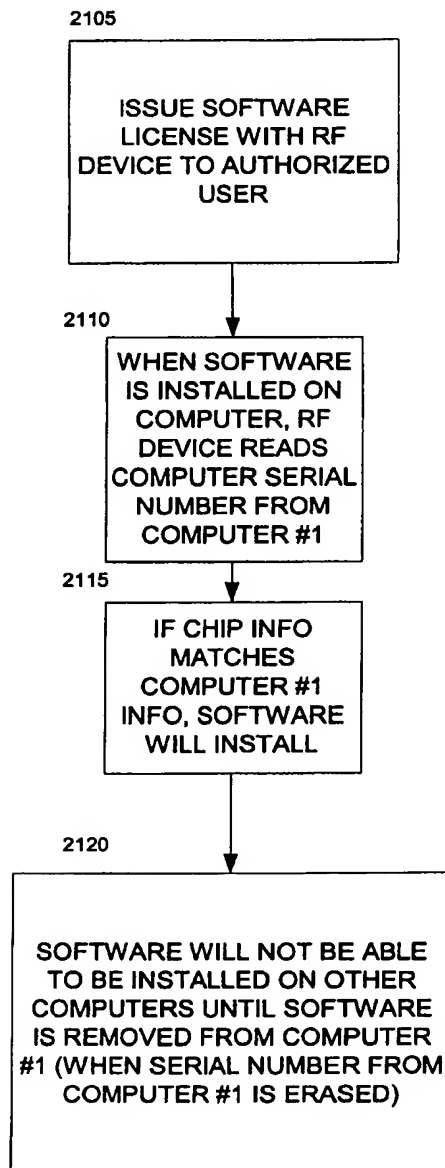 2105
ISSUE SOFTWARE
LICENSE WITH RF
DEVICE TO AUTHORIZED
USER
2110
WHEN SOFTWARE
IS INSTALLED ON
COMPUTER, RF
DEVICE READS
COMPUTER SERIAL
NUMBER FROM
COMPUTER #1
2115
IF CHIP INFO
MATCHES
COMPUTER #1
INFO, SOFTWARE
WILL INSTALL
2120
SOFTWARE WILL NOT BE ABLE
TO BE INSTALLED ON OTHER
COMPUTERS UNTIL SOFTWARE
IS REMOVED FROM COMPUTER
#1 (WHEN SERIAL NUMBER FROM
COMPUTER #1 IS ERASED)